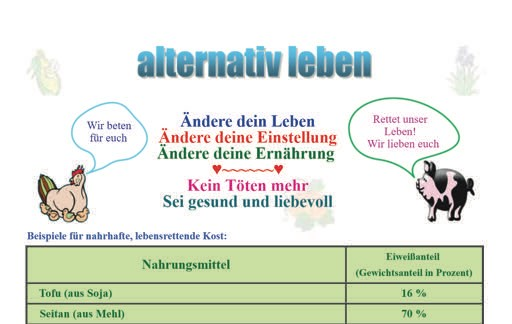 alternativ leben
Wir beten
für euch
Ändere dein Leben
Ändere deine Einstellung
Ändere deine Ernährung
Kein Töten mehr
Sei gesund und liebevoll
Rettet unser
Leben!
Wir lieben euch
Beispiele für nahrhafte, lebensrettende Kost:
Nahrungsmittel
Eiweißanteil
(Gewichtsanteil in Prozent)
Tofu (aus Soja) 16 %
Seitan (aus Mehl) 70 %